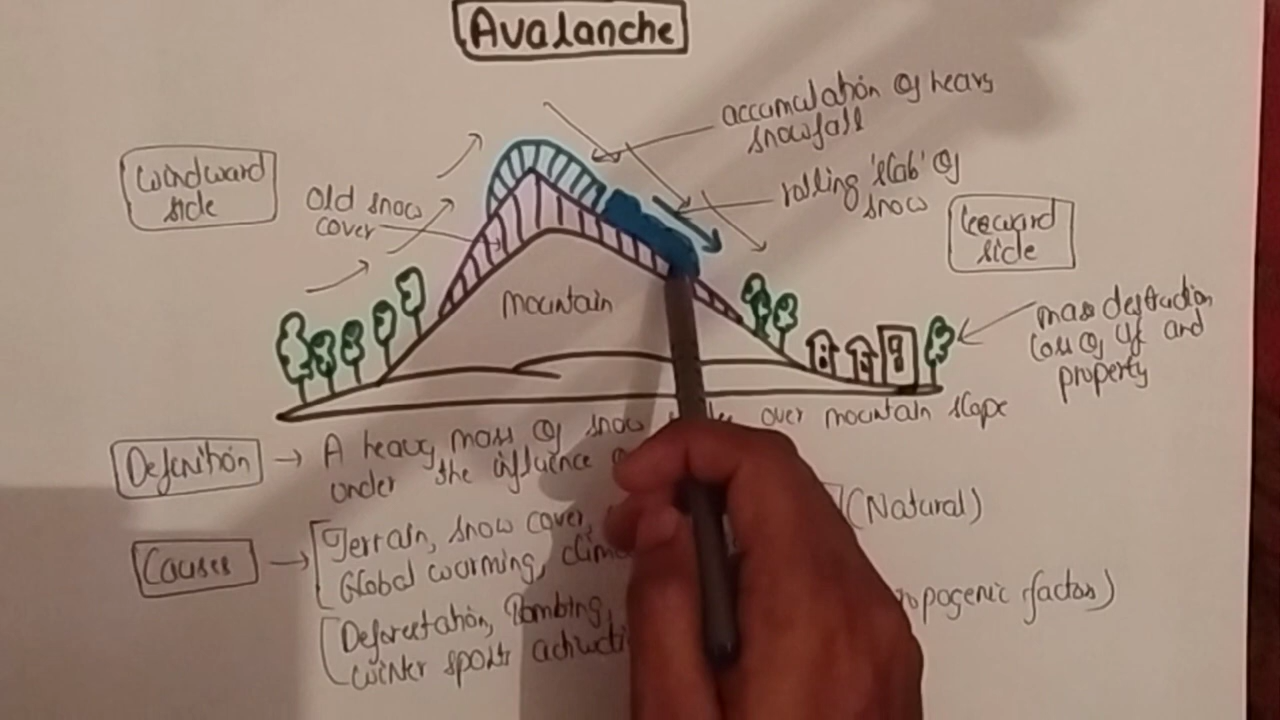 Avalanche
accumulation of heavy
snowfall
windward
side
Old snow
cover
rolling 'slab' of
snow
leeward
side
mountain
mass destruction
loss of life and
property
Definition → A heavy mass of snow over mountain slope
under the influence
Causes → Terrain, snow cover, (Natural)
Global warming,
Deforestation, Bombing, factors)
winter sports